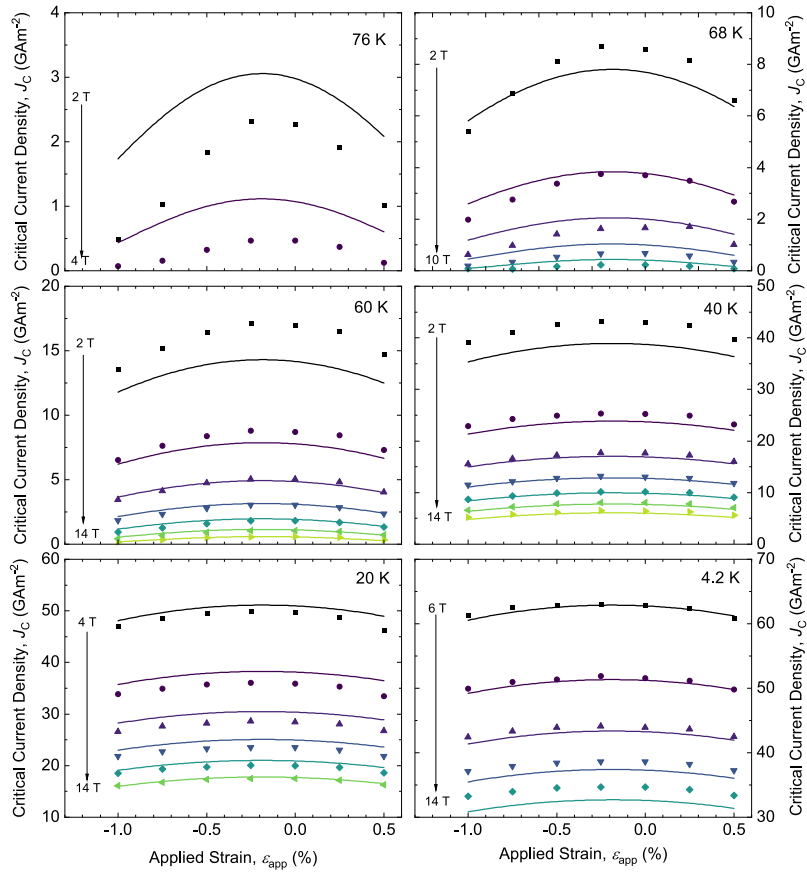 76 K
Critical Current Density, J_C (GAm⁻²)
4
3
2
1
0
2 T
4 T
68 K
Critical Current Density, J_C (GAm⁻²)
10
8
6
4
2
0
2 T
10 T
60 K
Critical Current Density, J_C (GAm⁻²)
20
15
10
5
0
2 T
14 T
40 K
Critical Current Density, J_C (GAm⁻²)
50
40
30
20
10
0
2 T
14 T
20 K
Critical Current Density, J_C (GAm⁻²)
60
50
40
30
20
10
4 T
14 T
-1.0 -0.5 0.0 0.5
Applied Strain, ε_app (%)
4.2 K
Critical Current Density, J_C (GAm⁻²)
70
60
50
40
30
6 T
14 T
-1.0 -0.5 0.0 0.5
Applied Strain, ε_app (%)